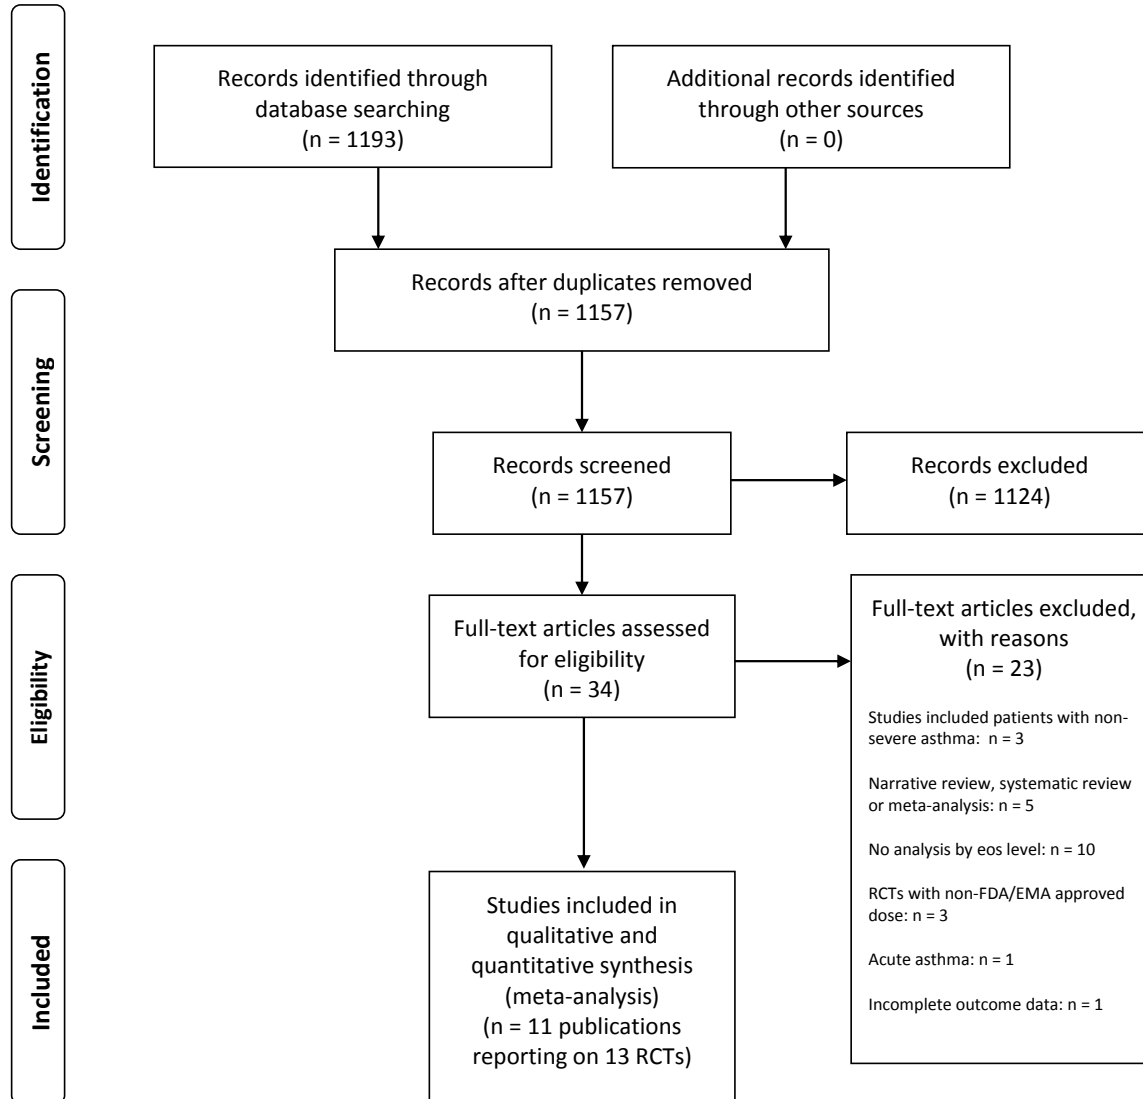 Identification
Records identified through
database searching
(n = 1193)
Additional records identified
through other sources
(n = 0)
Records after duplicates removed
(n = 1157)
Screening
Records screened
(n = 1157)
Records excluded
(n = 1124)
Eligibility
Full-text articles assessed
for eligibility
(n = 34)
Full-text articles excluded,
with reasons
(n = 23)
Studies included patients with non-
severe asthma: n = 3
Narrative review, systematic review
or meta-analysis: n = 5
No analysis by eos level: n = 10
RCTs with non-FDA/EMA approved
dose: n = 3
Acute asthma: n = 1
Incomplete outcome data: n = 1
Included
Studies included in
qualitative and
quantitative synthesis
(meta-analysis)
(n = 11 publications
reporting on 13 RCTs)